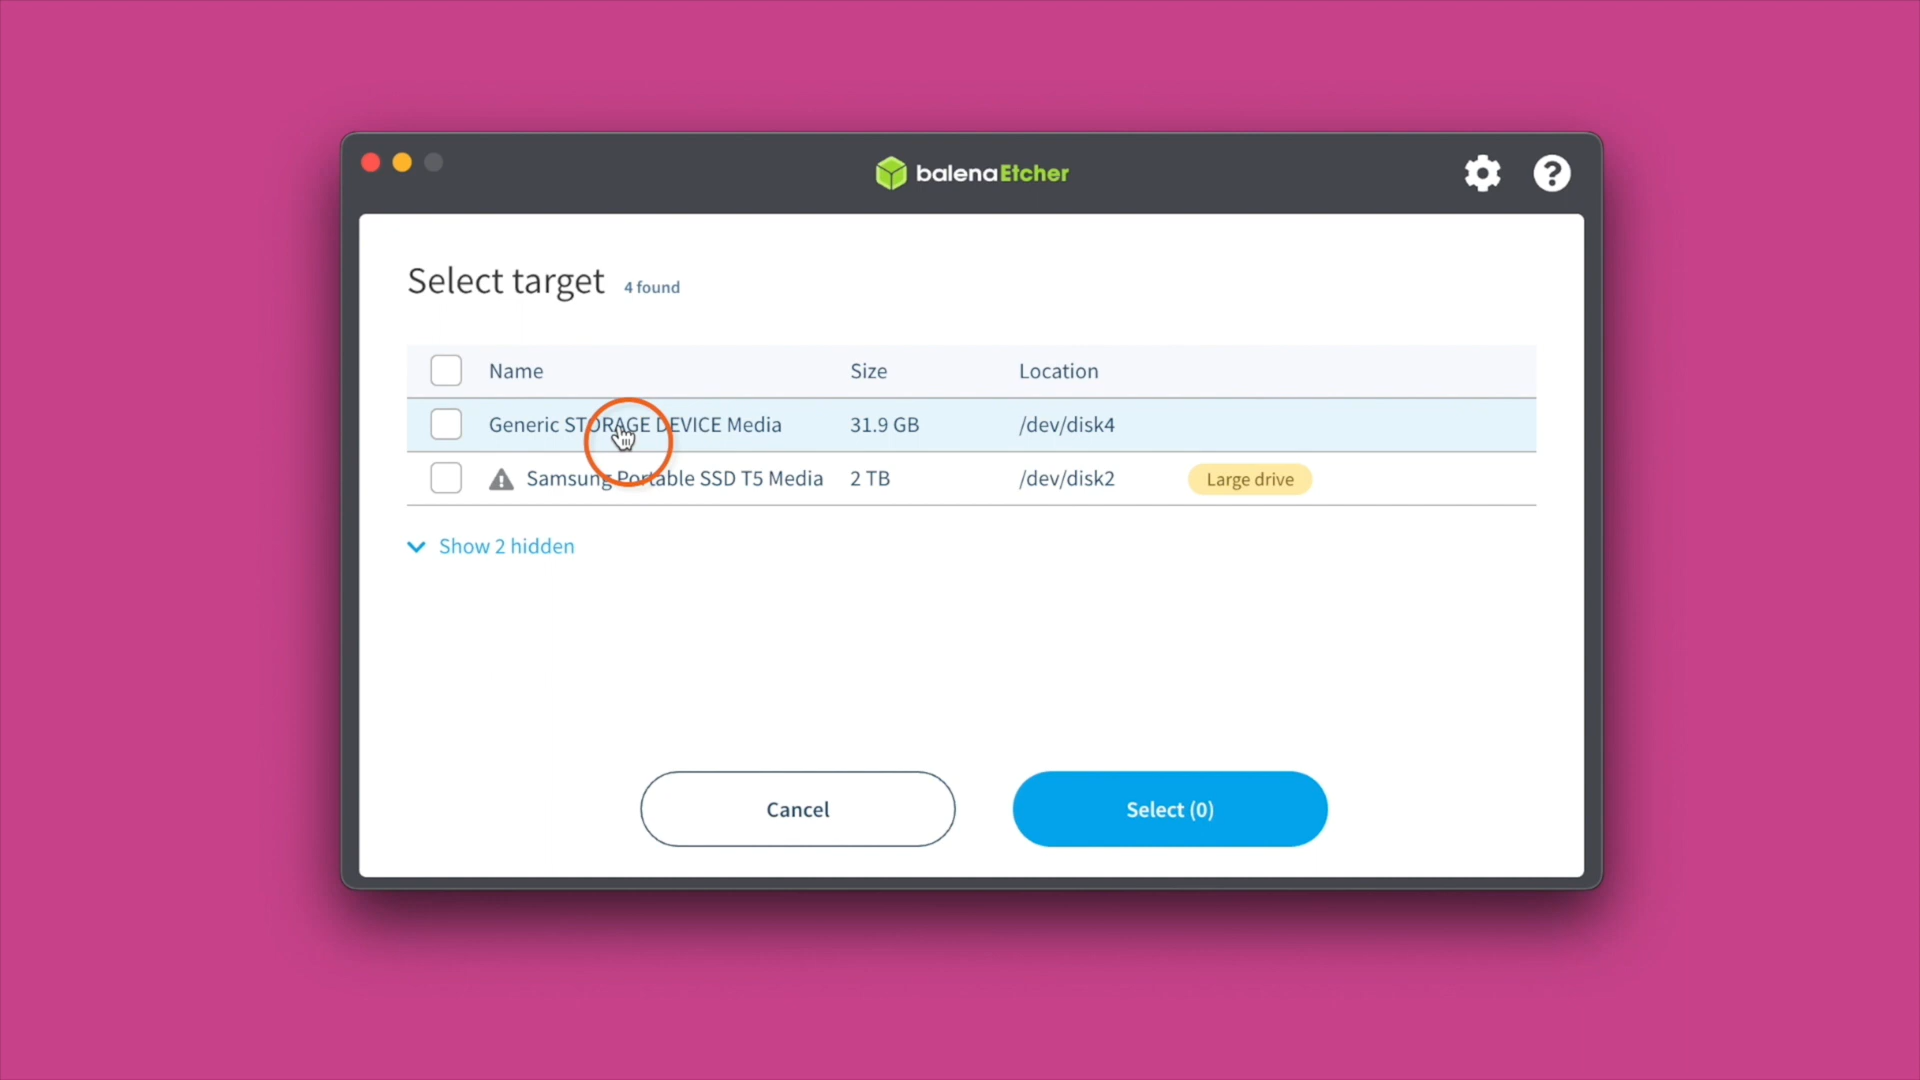 balenaEtcher
Select target 4 found
Name Size Location
Generic STORAGE DEVICE Media 31.9 GB /dev/disk4
Samsung Portable SSD T5 Media 2 TB /dev/disk2 Large drive
Show 2 hidden
Cancel Select (0)